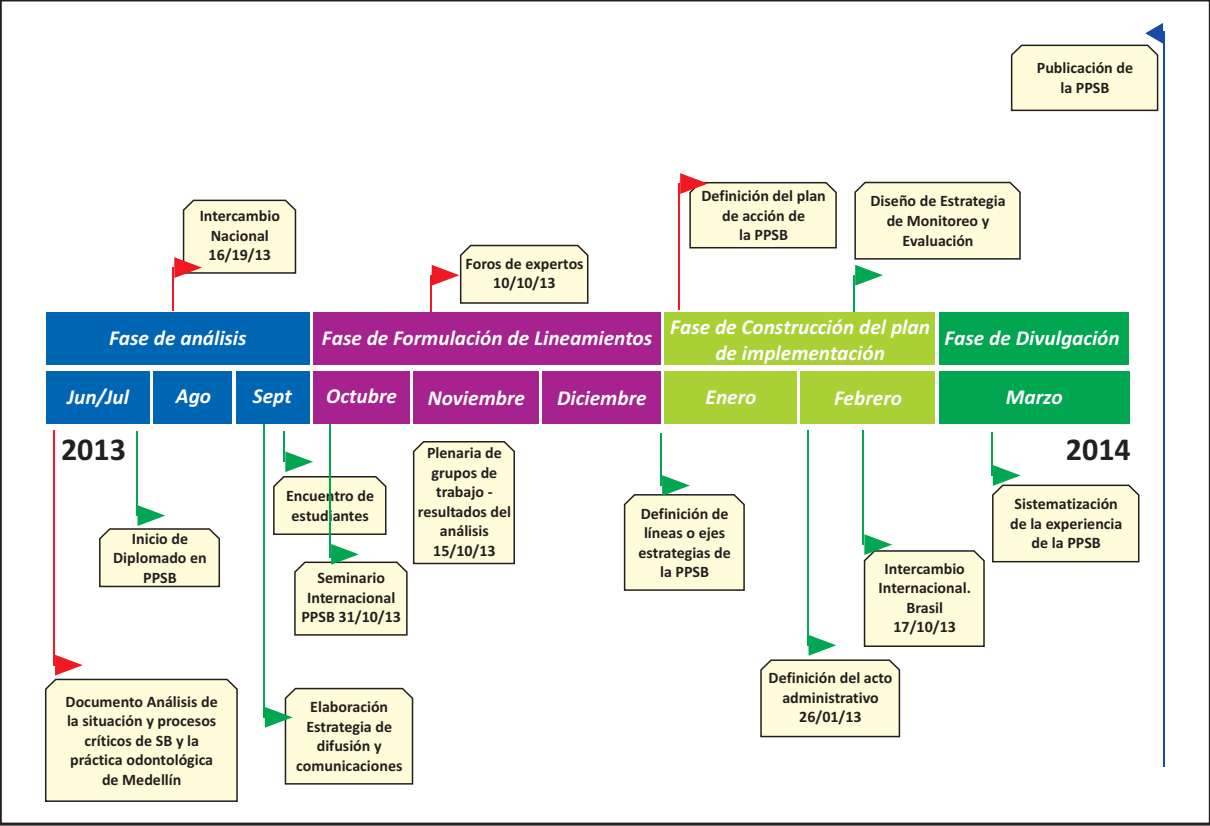 Publicación de
la PPSB
Intercambio
Nacional
16/19/13
Foros de expertos
10/10/13
Definición del plan
de acción de
la PPSB
Diseño de Estrategia
de Monitoreo y
Evaluación
Fase de análisis
Fase de Formulación de Lineamientos
Fase de Construcción del plan
de implementación
Fase de Divulgación
Jun/Jul
Ago
Sept
Octubre
Noviembre
Diciembre
Enero
Febrero
Marzo
2013
2014
Inicio de
Diplomado en
PPSB
Encuentro de
estudiantes
Plenaria de
grupos de
trabajo -
resultados del
análisis
15/10/13
Seminario
Internacional
PPSB 31/10/13
Definición de
líneas o ejes
estrategias de
la PPSB
Sistematización
de la experiencia
de la PPSB
Intercambio
Internacional.
Brasil
17/10/13
Documento Análisis de
la situación y procesos
críticos de SB y la
práctica odontológica
de Medellín
Elaboración
Estrategia de
difusión y
comunicaciones
Definición del acto
administrativo
26/01/13